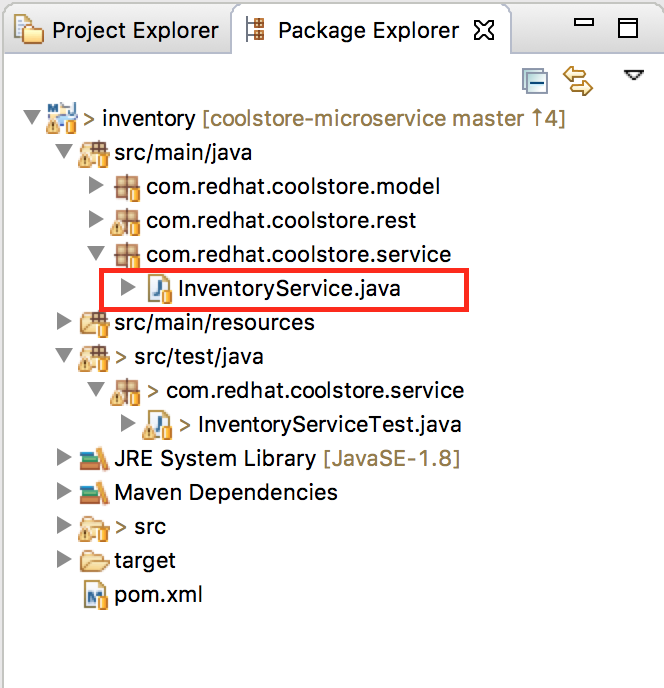 Project Explorer Package Explorer
> inventory [coolstore-microservice master ↑4]
src/main/java
com.redhat.coolstore.model
com.redhat.coolstore.rest
com.redhat.coolstore.service
InventoryService.java
src/main/resources
> src/test/java
> com.redhat.coolstore.service
> InventoryServiceTest.java
JRE System Library [JavaSE-1.8]
Maven Dependencies
> src
target
pom.xml